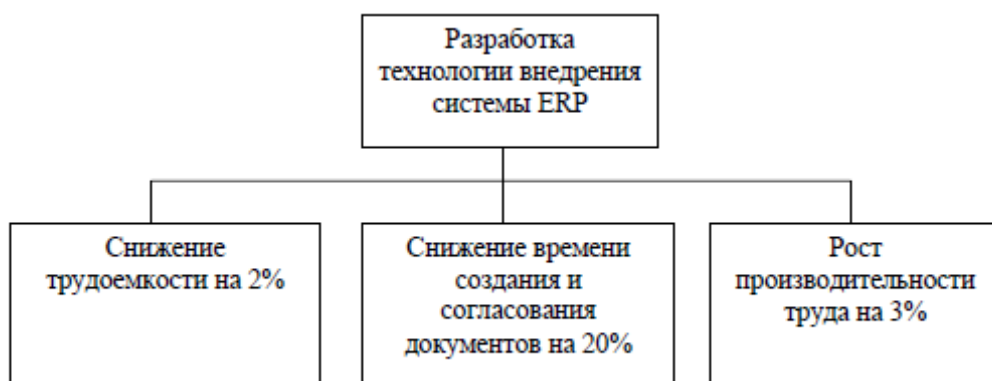 Разработка
технологии внедрения
системы ERP
Снижение
трудоемкости на 2%
Снижение времени
создания и
согласования
документов на 20%
Рост
производительности
труда на 3%